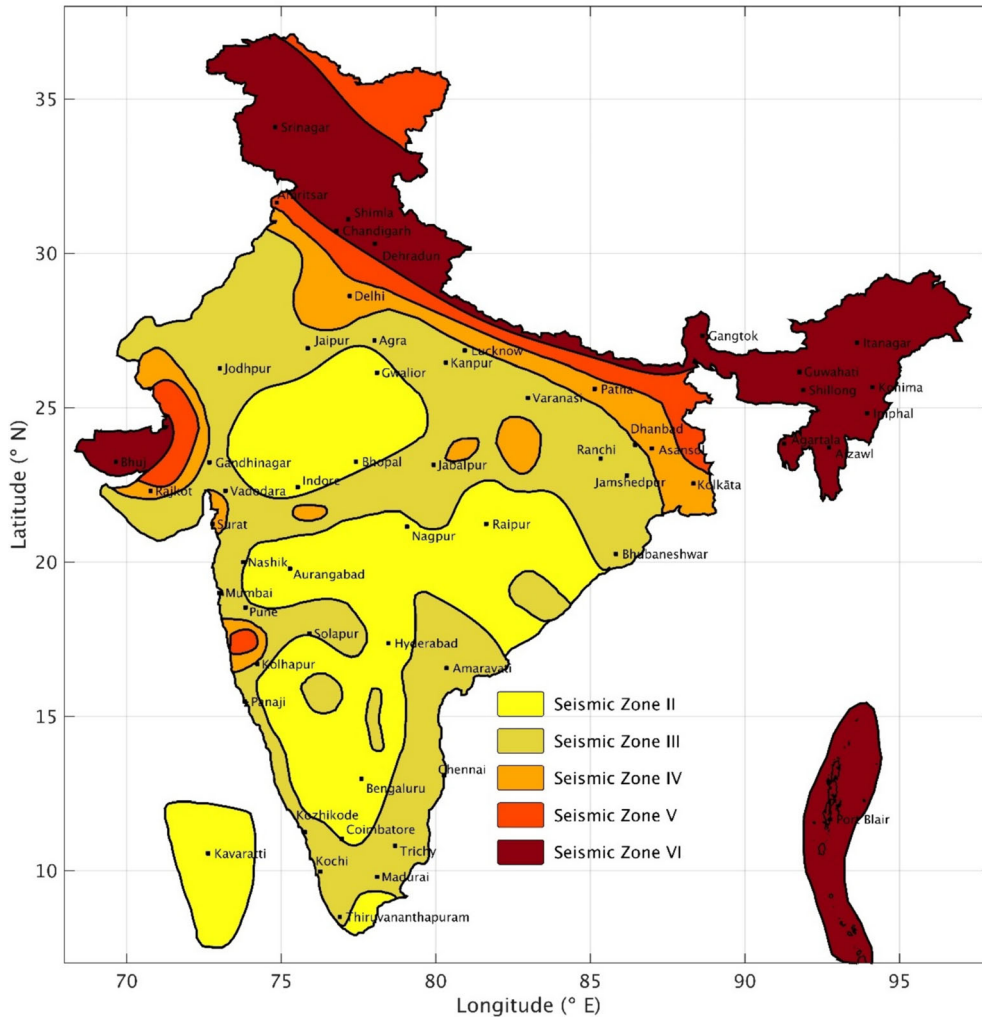 35
Srinagar
Amritsar
Shimla
Chandigarh
Dehradun
30
Delhi
Gangtok
Itanagar
Jaipur
Agra
Lucknow
Kanpur
Jodhpur
Gwalior
Guwahati
Patna
Shillong
Kohima
25
Varanasi
Imphal
Dhanbad
Agartala
Asansol
Aizawl
Bhuj
Gandhinagar
Bhopal
Jabalpur
Ranchi
Rajkot
Vadodara
Indore
Jamshedpur
Kolkāta
Surat
Nagpur
Raipur
Bhubaneshwar
20
Nashik
Aurangabad
Mumbai
Pune
Solapur
Hyderabad
Kolhapur
Amaravati
Panaji
15
Seismic Zone II
Seismic Zone III
Chennai
Seismic Zone IV
Bengaluru
Kozhikode
Seismic Zone V
Coimbatore
Port Blair
Trichy
Seismic Zone VI
Kavaratti
Kochi
10
Madurai
Thiruvananthapuram
70 75 80 85 90 95
Longitude (° E)
Latitude (° N)